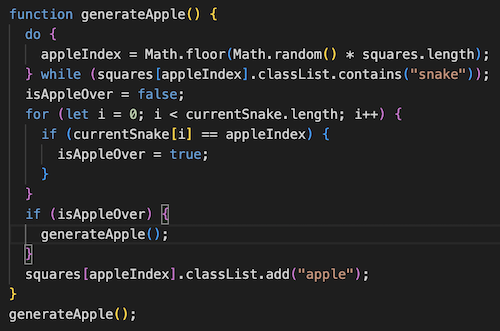 function generateApple() {
  do {
    appleIndex = Math.floor(Math.random() * squares.length);
  } while (squares[appleIndex].classList.contains("snake"));
  isAppleOver = false;
  for (let i = 0; i < currentSnake.length; i++) {
    if (currentSnake[i] == appleIndex) {
      isAppleOver = true;
    }
  }
  if (isAppleOver) {
    generateApple();
  }
  squares[appleIndex].classList.add("apple");
}
generateApple();